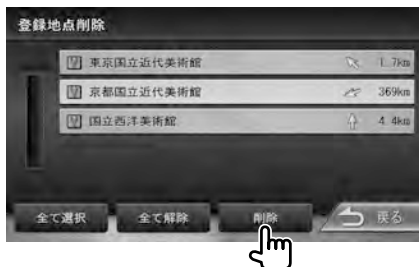 登録地点削除
東京国立近代美術館 1.7km
京都国立近代美術館 369km
国立西洋美術館 4.4km
全て選択 全て解除 削除 戻る